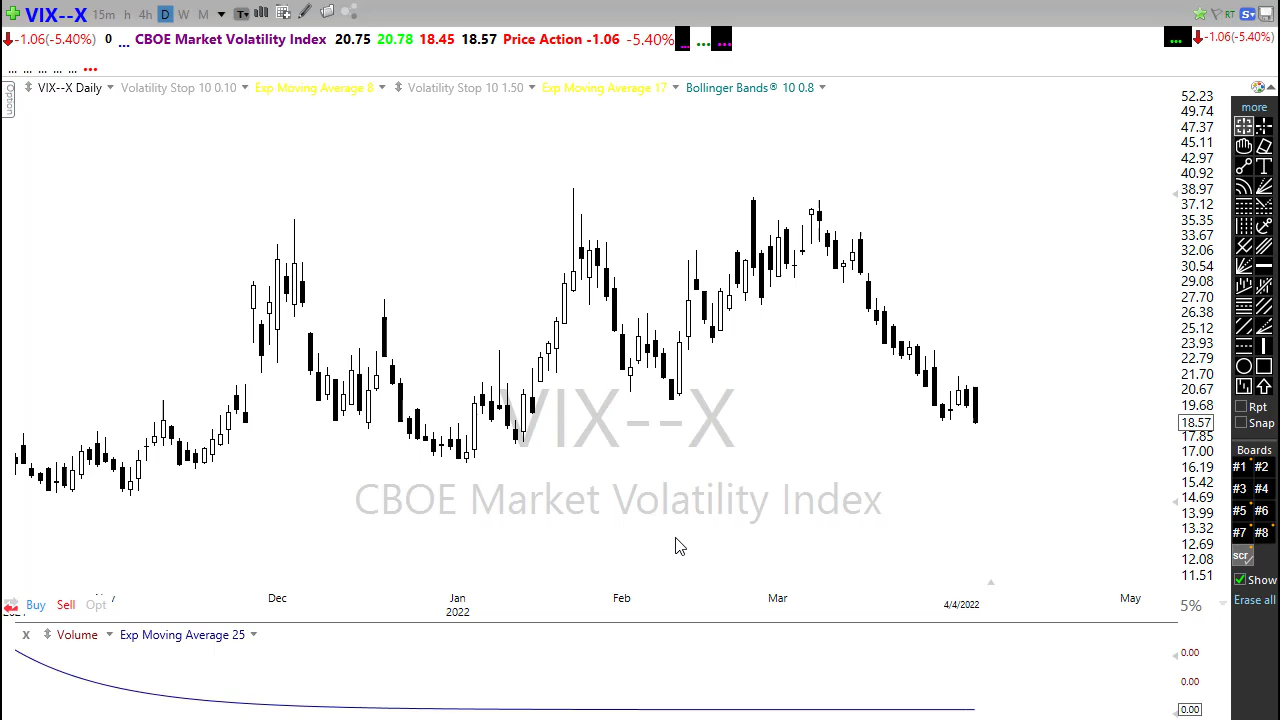 VIX--X 15m h 4h D W M T RT S
-1.06(-5.40%) 0 ... CBOE Market Volatility Index 20.75 20.78 18.45 18.57 Price Action -1.06 -5.40% ... ... ... ... -1.06(-5.40%)
... ... ... ... ... ...
Option
VIX--X Daily Volatility Stop 10 0.10 Exp Moving Average 8 Volatility Stop 10 1.50 Exp Moving Average 17 Bollinger Bands® 10 0.8
52.23
49.74
47.37
45.11
42.97
40.92
38.97
37.12
35.35
33.67
32.06
30.54
29.08
27.70
26.38
25.12
23.93
22.79
21.70
20.67
19.68
18.57
17.85
17.00
16.19
15.42
14.69
13.99
13.32
12.69
12.08
11.51
VIX--X
CBOE Market Volatility Index
more
T
Rpt
Snap
Boards
#1 #2
#3 #4
#5 #6
#7 #8
scr
Show
Erase all
Dec Jan Feb Mar 4/4/2022 May
2022
Buy Sell Opt 5%
X Volume Exp Moving Average 25
0.00
0.00
0.00